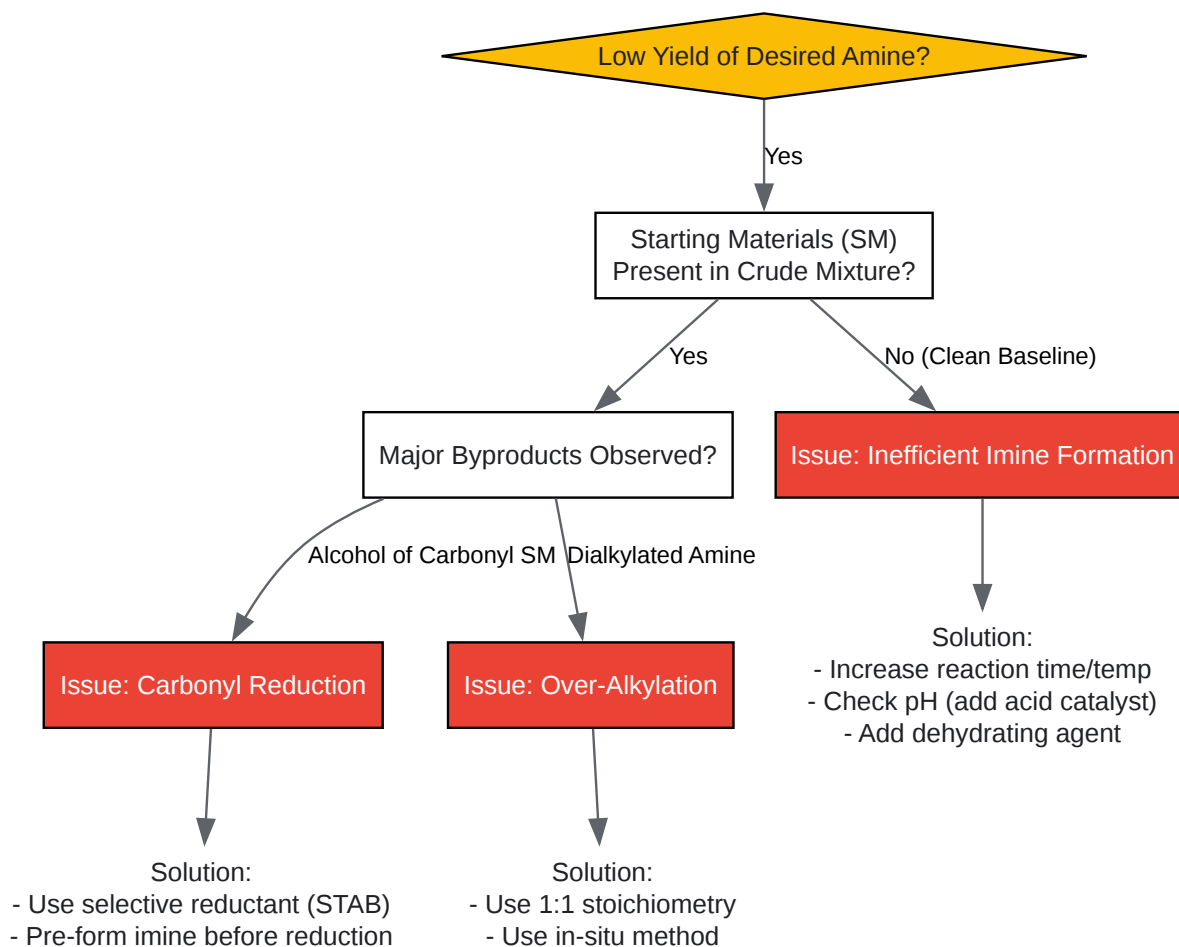 Low Yield of Desired Amine?
Yes
Starting Materials (SM)
Present in Crude Mixture?
Yes
No (Clean Baseline)
Major Byproducts Observed?
Issue: Inefficient Imine Formation
Alcohol of Carbonyl SM
Dialkylated Amine
Issue: Carbonyl Reduction
Issue: Over-Alkylation
Solution:
- Increase reaction time/temp
- Check pH (add acid catalyst)
- Add dehydrating agent
Solution:
- Use selective reductant (STAB)
- Pre-form imine before reduction
Solution:
- Use 1:1 stoichiometry
- Use in-situ method